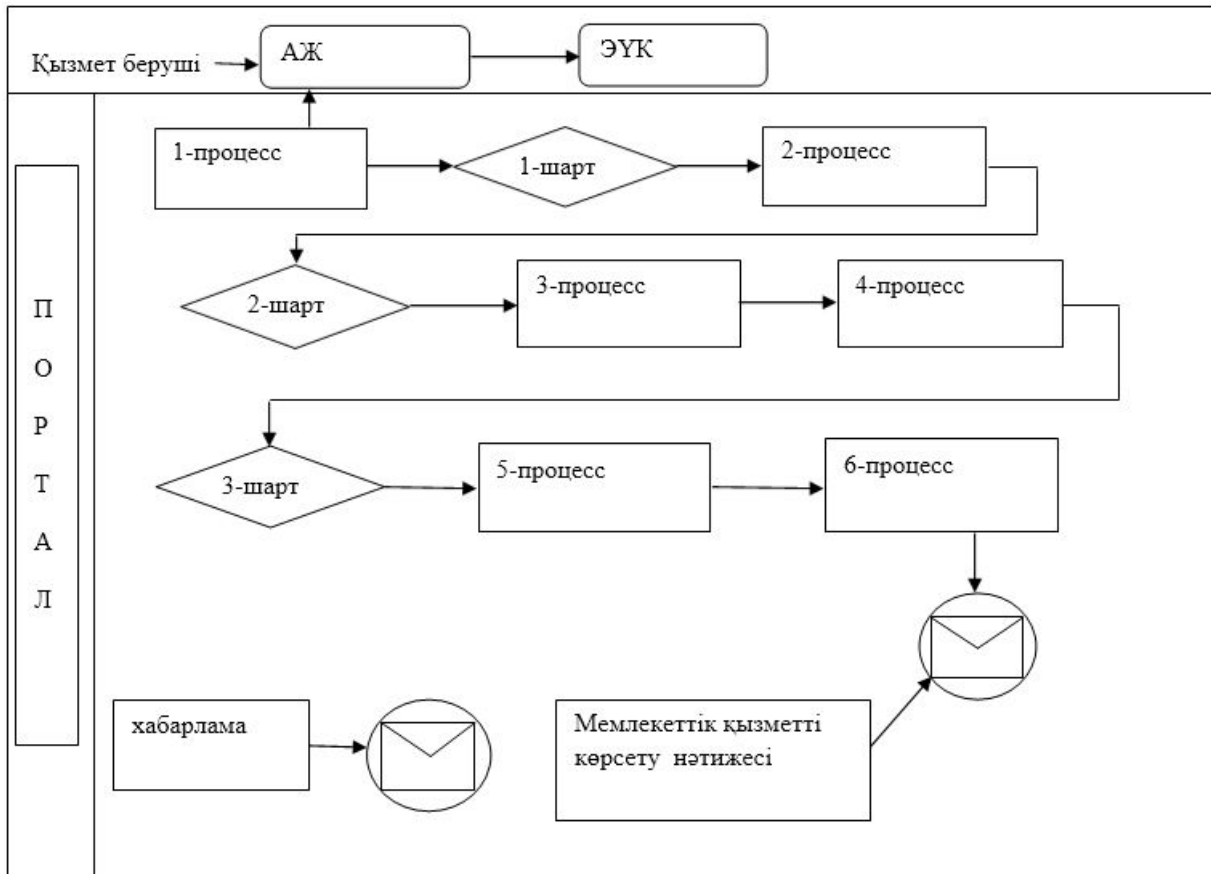 Қызмет беруші
АЖ
ЭҮК
ПОРТАЛ
1-процесс
1-шарт
2-процесс
2-шарт
3-процесс
4-процесс
3-шарт
5-процесс
6-процесс
хабарлама
Мемлекеттік қызметті
көрсету нәтижесі